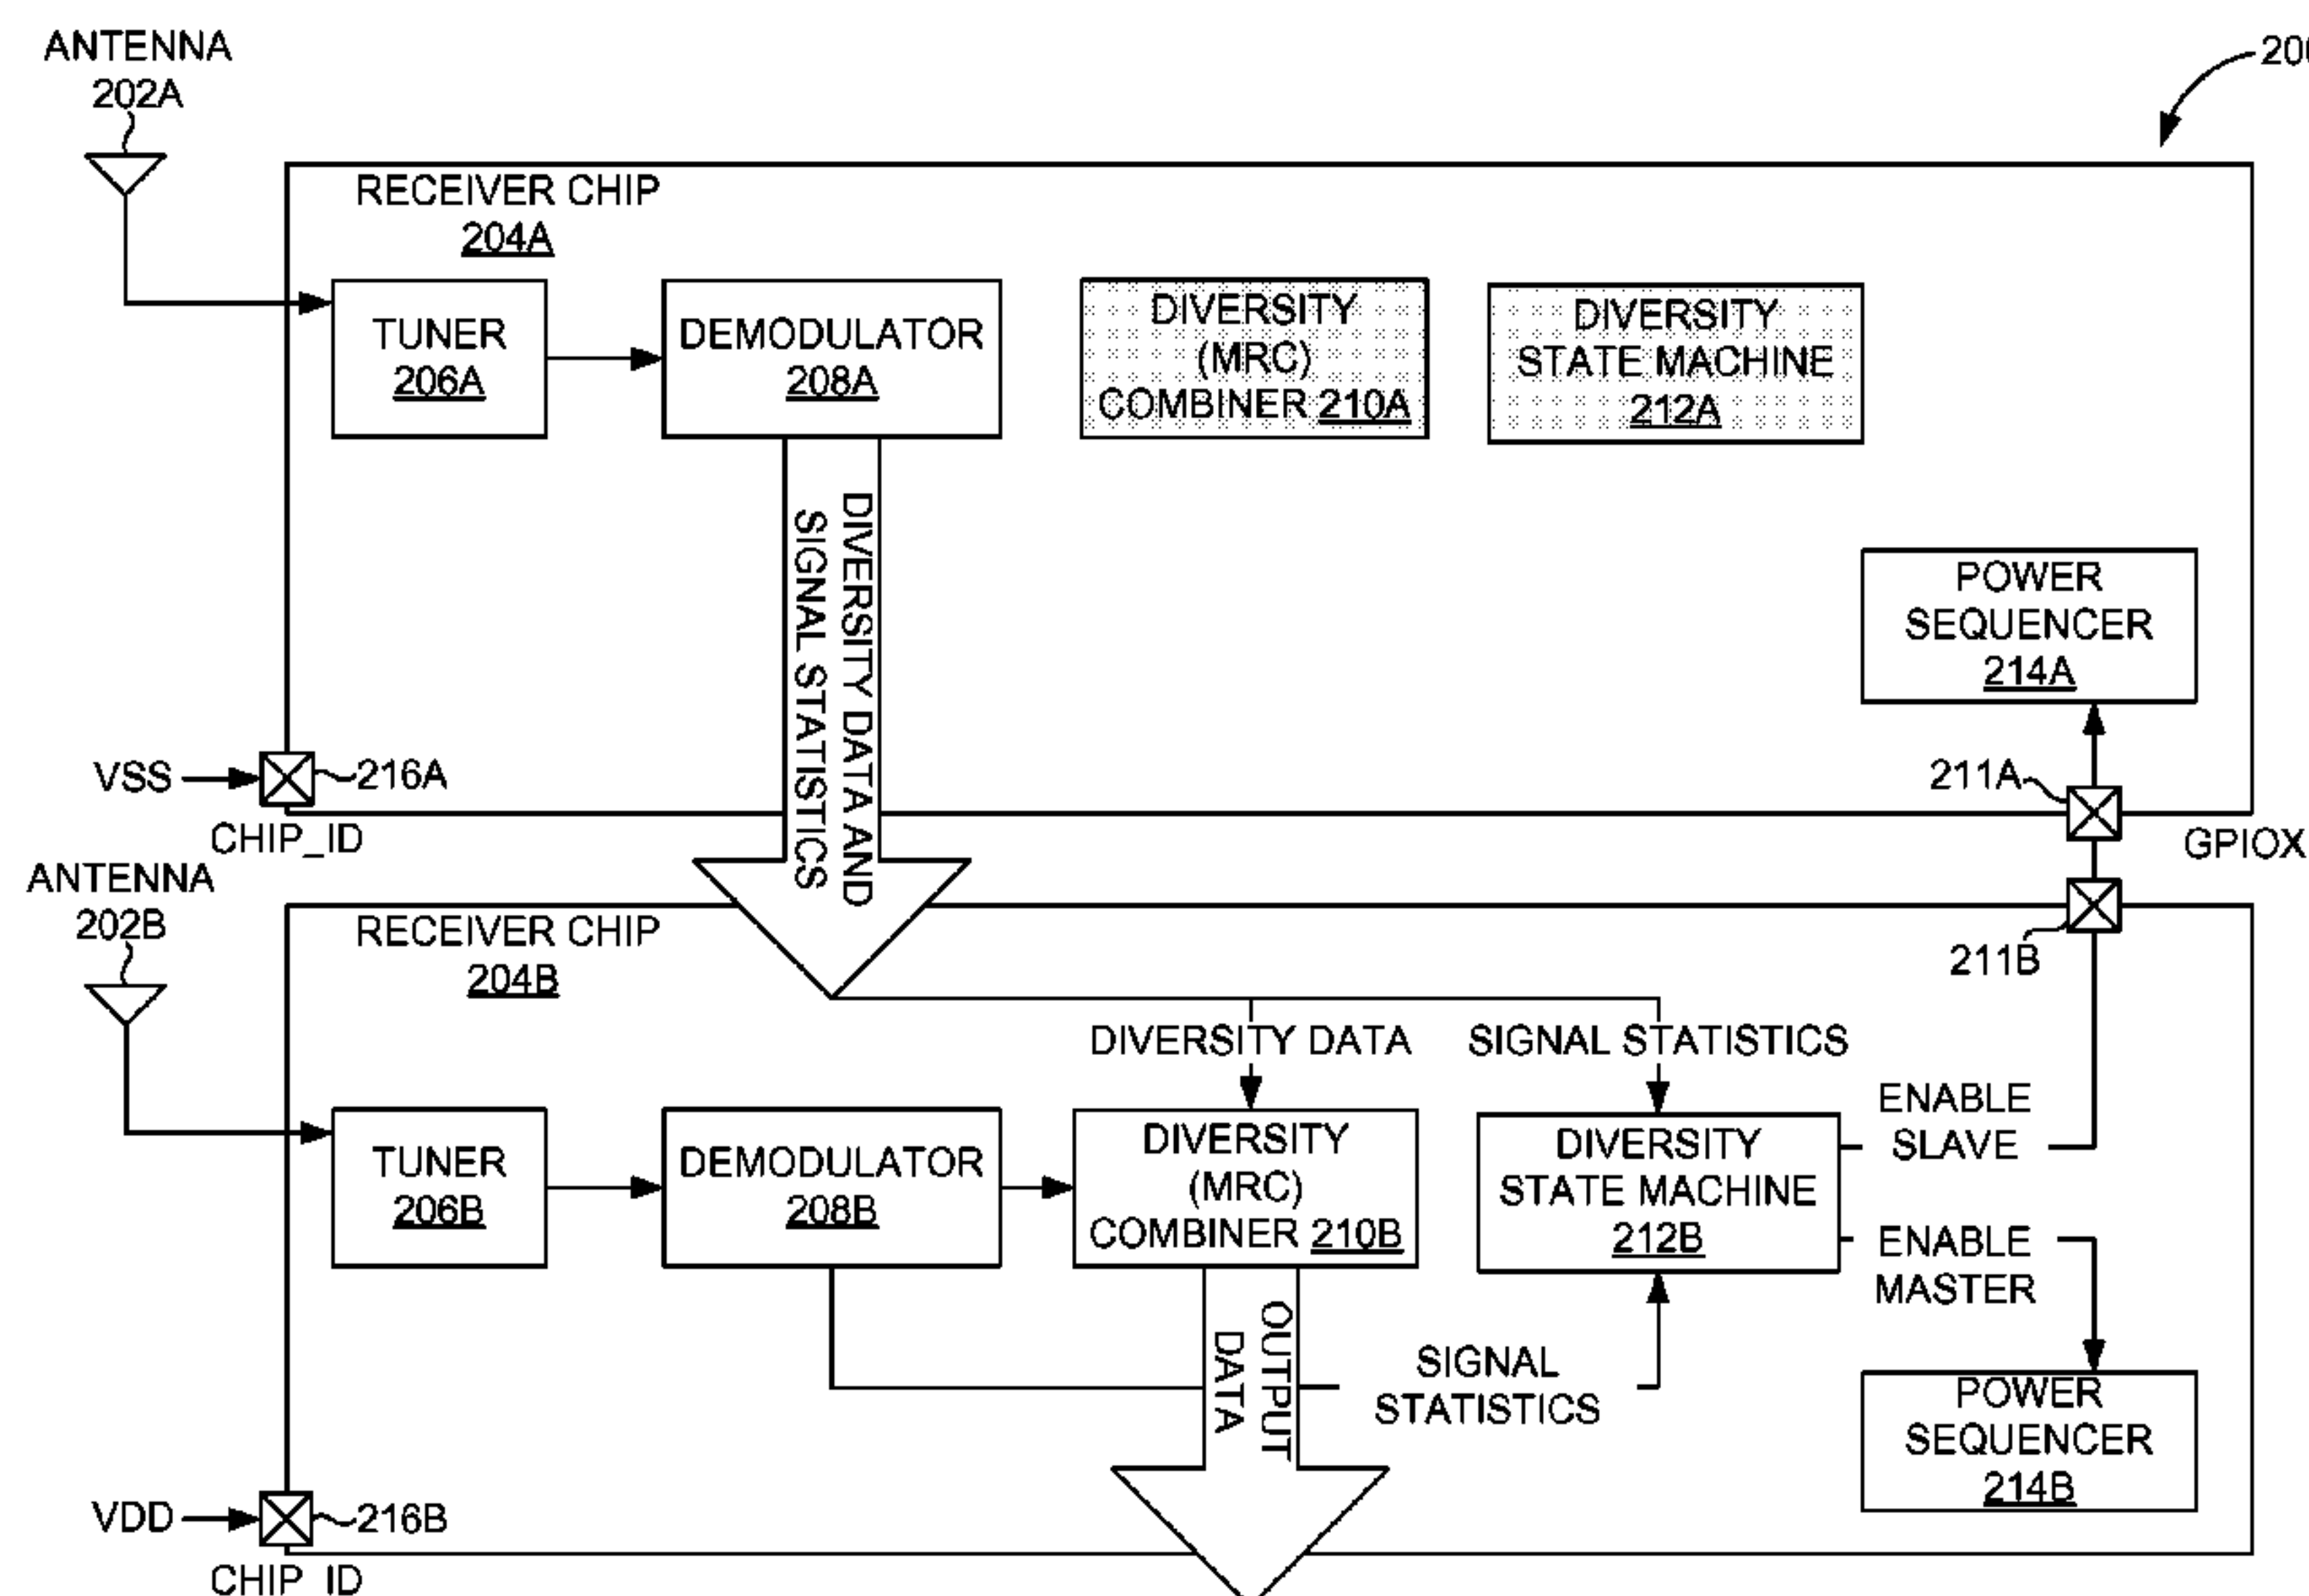 ANTENNA
202A
200
RECEIVER CHIP
204A
TUNER
206A
DEMODULATOR
208A
DIVERSITY
(MRC)
COMBINER 210A
DIVERSITY
STATE MACHINE
212A
DIVERSITY DATA AND
SIGNAL STATISTICS
POWER
SEQUENCER
214A
VSS
216A
CHIP_ID
211A
GPIOX
ANTENNA
202B
RECEIVER CHIP
204B
211B
DIVERSITY DATA
SIGNAL STATISTICS
TUNER
206B
DEMODULATOR
208B
DIVERSITY
(MRC)
COMBINER 210B
DIVERSITY
STATE MACHINE
212B
ENABLE
SLAVE
ENABLE
MASTER
OUTPUT
DATA
SIGNAL
STATISTICS
POWER
SEQUENCER
214B
VDD
216B
CHIP_ID